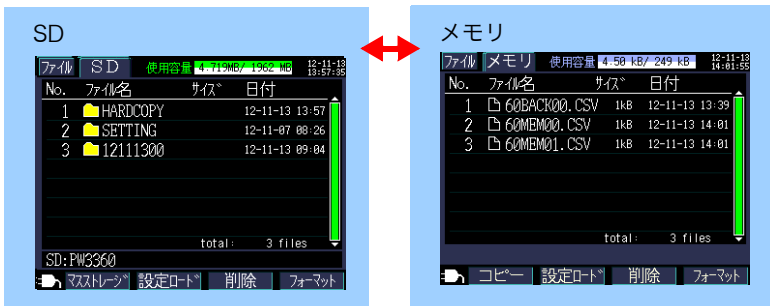 SD
ファイル SD 使用容量 4.719MB/ 1962 MB 12-11-13 13:57:35
No. ファイル名 サイズ 日付
1 HARDCOPY 12-11-13 13:57
2 SETTING 12-11-07 08:26
3 12111300 12-11-13 09:04
total: 3 files
SD:PW3360
マスストレージ 設定ロード 削除 フォーマット
メモリ
ファイル メモリ 使用容量 4.50 kB/ 249 kB 12-11-13 14:01:55
No. ファイル名 サイズ 日付
1 60BACK00.CSV 1kB 12-11-13 13:39
2 60MEM00.CSV 1kB 12-11-13 14:01
3 60MEM01.CSV 1kB 12-11-13 14:01
total: 3 files
コピー 設定ロード 削除 フォーマット